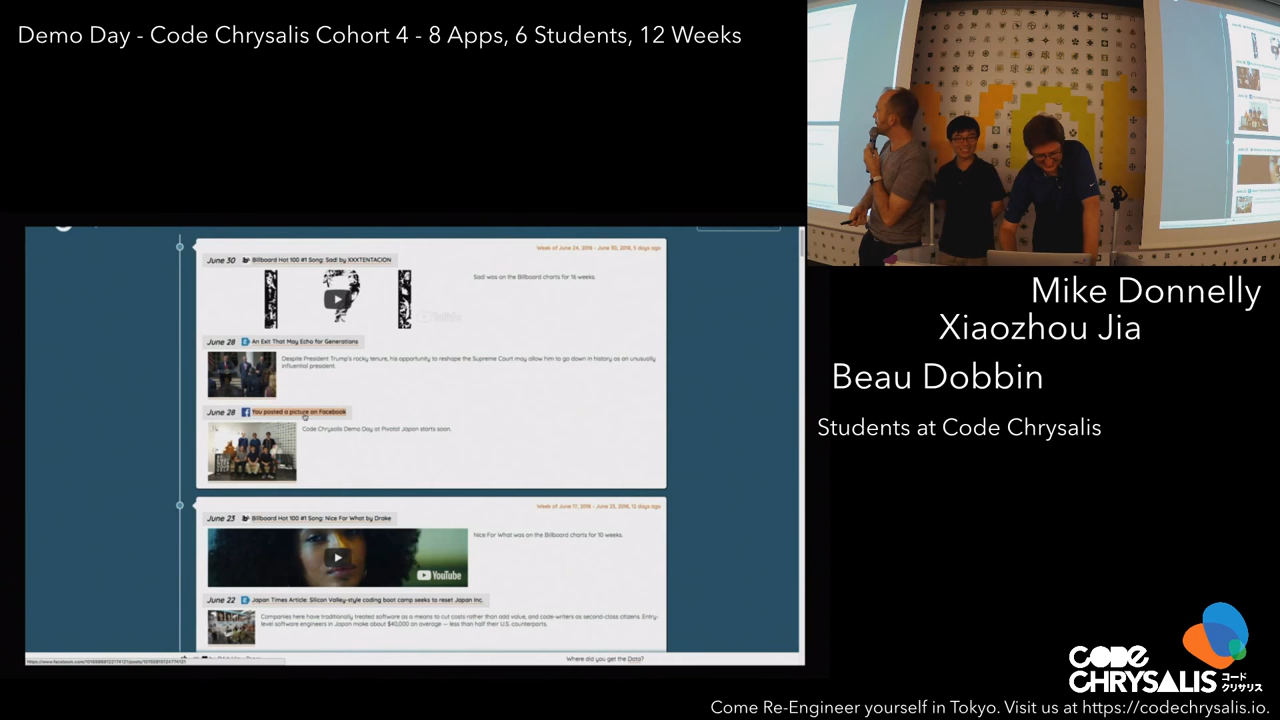 Demo Day - Code Chrysalis Cohort 4 - 8 Apps, 6 Students, 12 Weeks
Week of June 24, 2018 - June 30, 2018, 5 days ago
June 30 Billboard Hot 100 #1 Song: Sad! by XXXTENTACION
Sad! was on the Billboard charts for 16 weeks.
YouTube
June 28 An Exit That May Echo for Generations
Despite President Trump's rocky tenure, his opportunity to reshape the Supreme Court may allow him to go down in history as an unusually
influential president.
June 28 You posted a picture on Facebook
Code Chrysalis Demo Day at Pivotal Japan starts soon.
Week of June 17, 2018 - June 23, 2018, 12 days ago
June 23 Billboard Hot 100 #1 Song: Nice For What by Drake
Nice For What was on the Billboard charts for 10 weeks.
YouTube
June 22 Japan Times Article: Silicon Valley-style coding boot camp seeks to reset Japan Inc.
Companies here have traditionally treated software as a means to cut costs rather than add value, and code-writers as second-class citizens. Entry-
level software engineers in Japan make about $40,000 on average — less than half their U.S. counterparts.
Where did you get the Data?
Mike Donnelly
Xiaozhou Jia
Beau Dobbin
Students at Code Chrysalis
CODE
CHRYSALIS
コード
クリサリス
Come Re-Engineer yourself in Tokyo. Visit us at https://codechrysalis.io.